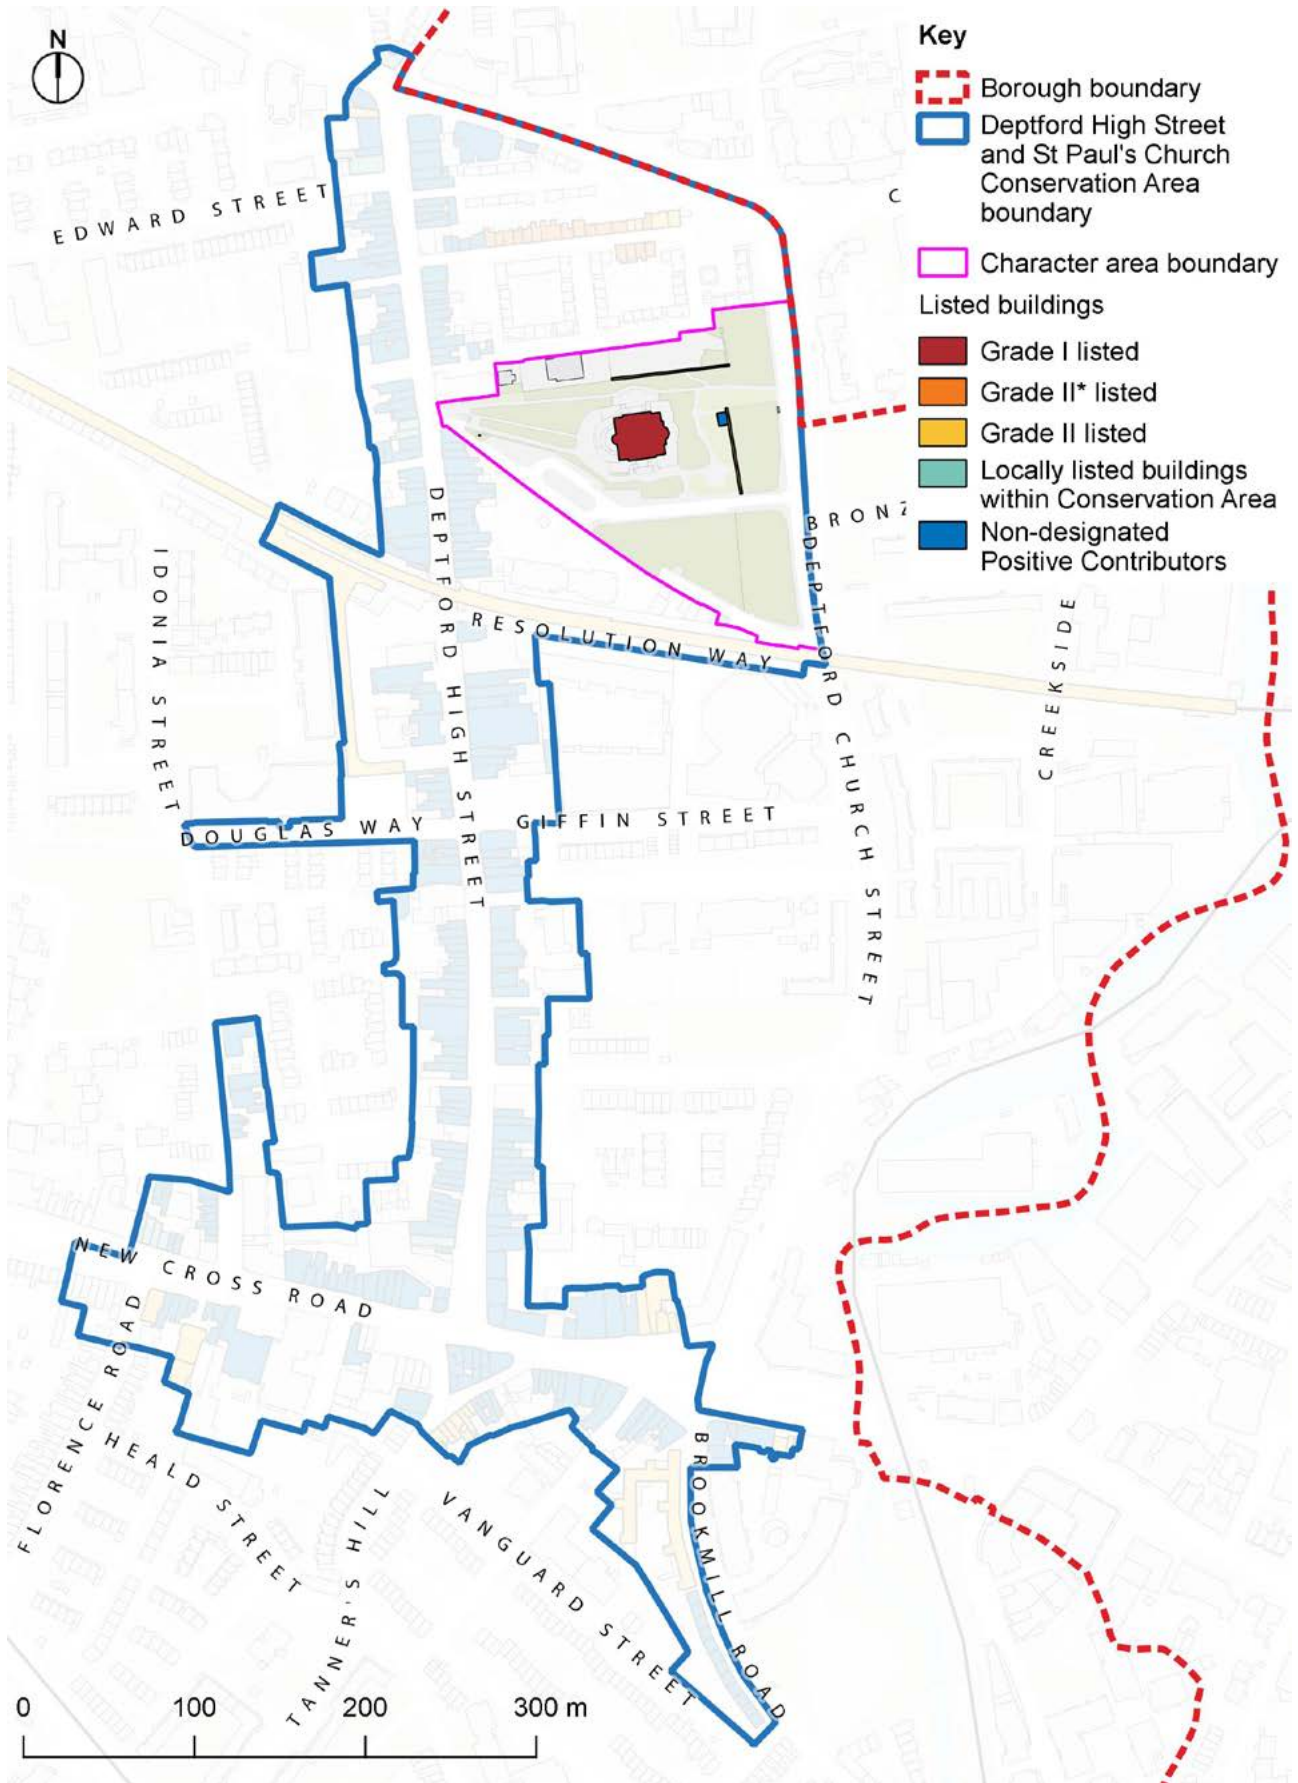 N
Key
Borough boundary
Deptford High Street
and St Paul's Church
Conservation Area
boundary
Character area boundary
Listed buildings
Grade I listed
Grade II* listed
Grade II listed
Locally listed buildings
within Conservation Area
Non-designated
Positive Contributors
C
EDWARD STREET
DEPTFORD HIGH STREET
BRONZ
IDONIA STREET
RESOLUTION WAY
DEPTFORD CHURCH STREET
CREEKSIDE
DOUGLAS WAY
GIFFIN STREET
NEW CROSS ROAD
FLORENCE ROAD
HEALD STREET
TANNER'S HILL
VANGUARD STREET
BROOKMILL ROAD
0 100 200 300 m